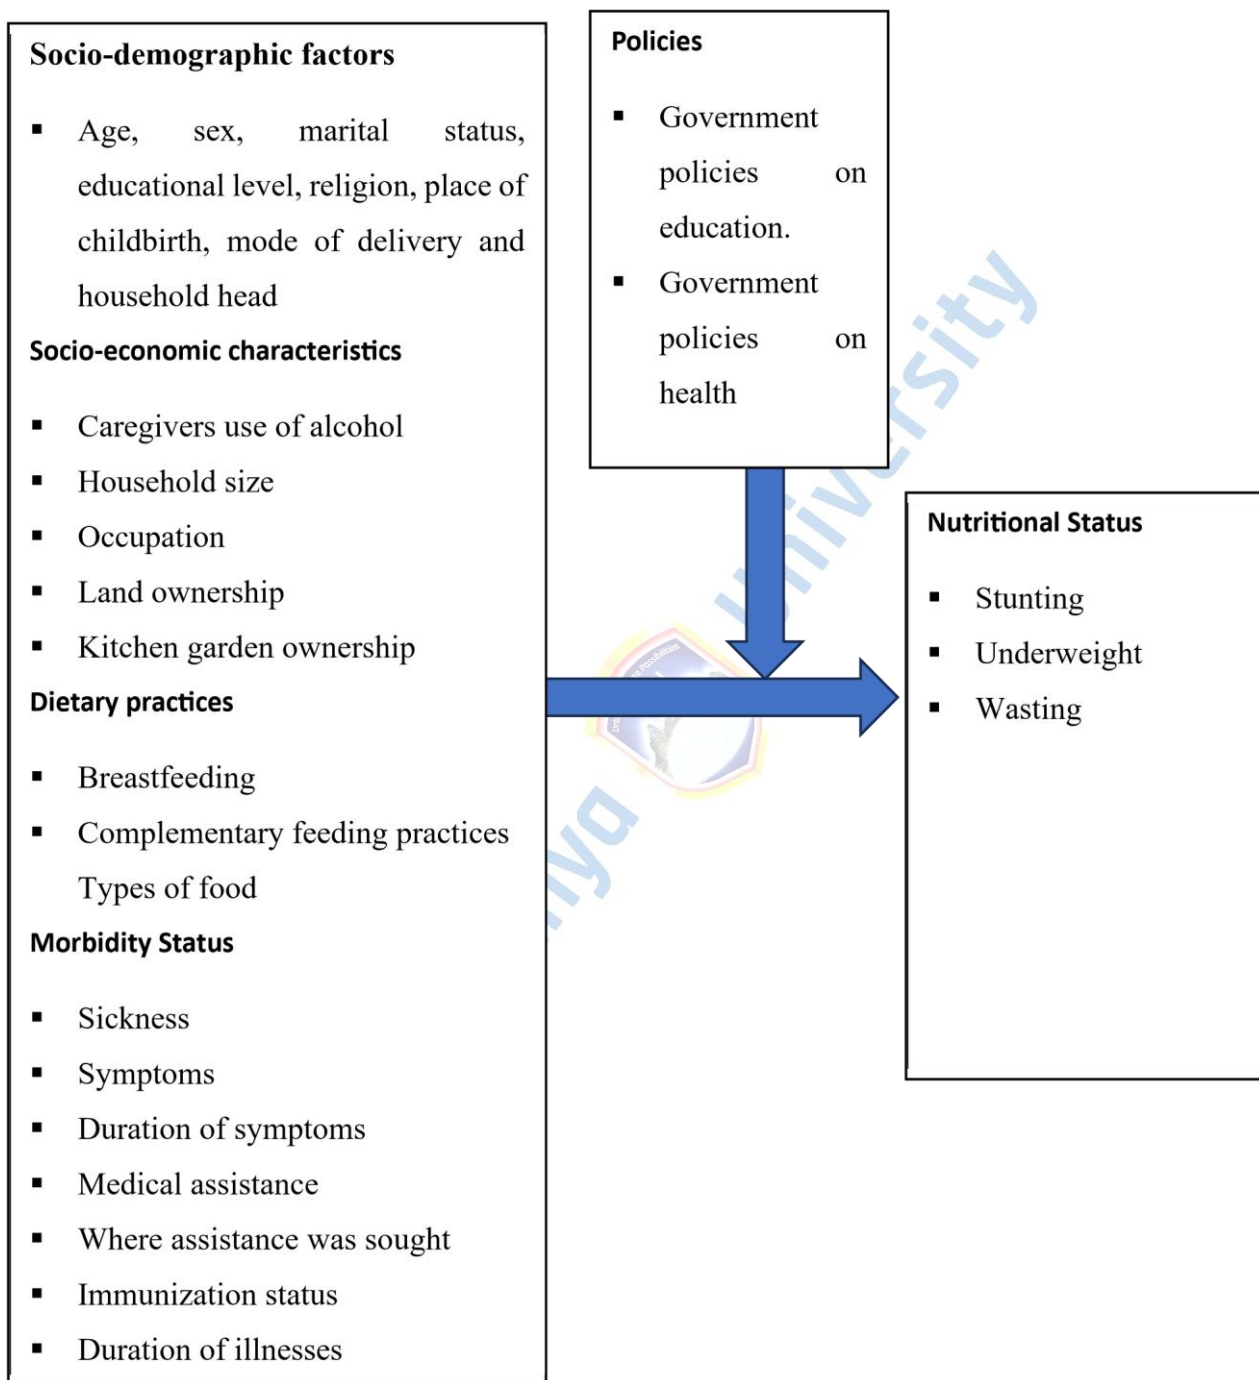 Socio-demographic factors
▪ Age, sex, marital status,
educational level, religion, place of
childbirth, mode of delivery and
household head
Socio-economic characteristics
▪ Caregivers use of alcohol
▪ Household size
▪ Occupation
▪ Land ownership
▪ Kitchen garden ownership
Dietary practices
▪ Breastfeeding
▪ Complementary feeding practices
Types of food
Morbidity Status
▪ Sickness
▪ Symptoms
▪ Duration of symptoms
▪ Medical assistance
▪ Where assistance was sought
▪ Immunization status
▪ Duration of illnesses
Policies
▪ Government
policies on
education.
▪ Government
policies on
health
Nutritional Status
▪ Stunting
▪ Underweight
▪ Wasting
University